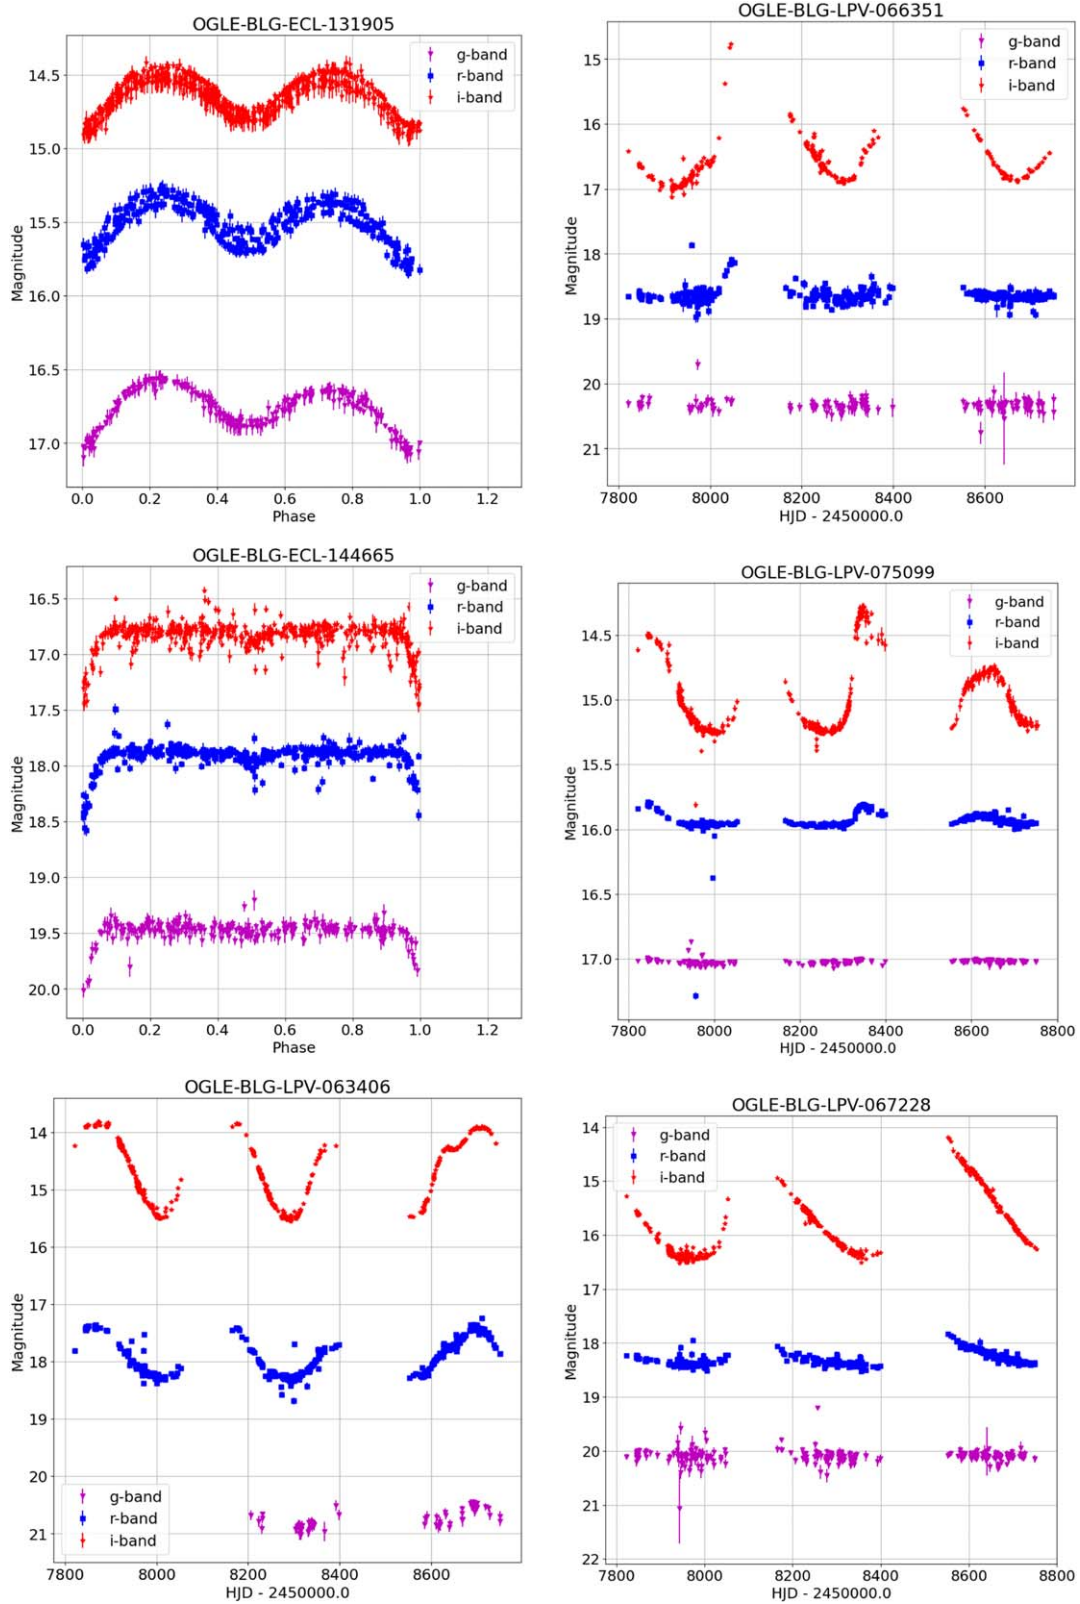 OGLE-BLG-ECL-131905
g-band
r-band
i-band
14.5
15.0
15.5
16.0
16.5
17.0
Magnitude
0.0 0.2 0.4 0.6 0.8 1.0 1.2
Phase
OGLE-BLG-LPV-066351
g-band
r-band
i-band
15
16
17
18
19
20
21
Magnitude
7800 8000 8200 8400 8600
HJD - 2450000.0
OGLE-BLG-ECL-144665
g-band
r-band
i-band
16.5
17.0
17.5
18.0
18.5
19.0
19.5
20.0
Magnitude
0.0 0.2 0.4 0.6 0.8 1.0 1.2
Phase
OGLE-BLG-LPV-075099
g-band
r-band
i-band
14.5
15.0
15.5
16.0
16.5
17.0
Magnitude
7800 8000 8200 8400 8600 8800
HJD - 2450000.0
OGLE-BLG-LPV-063406
14
15
16
17
18
19
20
21
Magnitude
g-band
r-band
i-band
7800 8000 8200 8400 8600
HJD - 2450000.0
OGLE-BLG-LPV-067228
g-band
r-band
i-band
14
15
16
17
18
19
20
21
22
Magnitude
7800 8000 8200 8400 8600 8800
HJD - 2450000.0